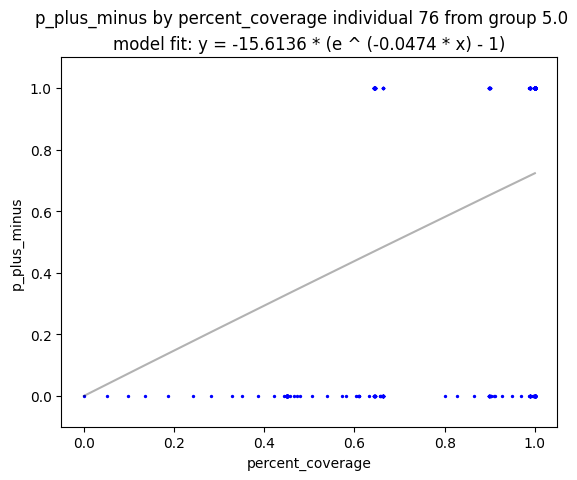 p_plus_minus by percent_coverage individual 76 from group 5.0
model fit: y = -15.6136 * (e ^ (-0.0474 * x) - 1)
1.0
0.8
0.6
0.4
0.2
0.0
p_plus_minus
0.0 0.2 0.4 0.6 0.8 1.0
percent_coverage